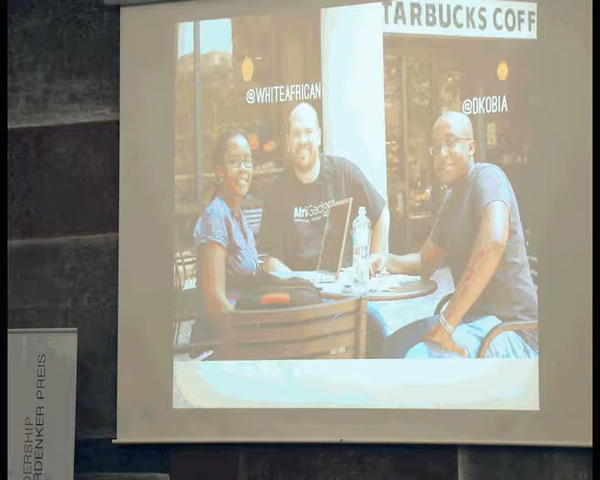 TARBUCKS COFF
@WHITEAFRICAN
@DKOBIA
AfriGadget
DERSHIP
RDENKER PREIS